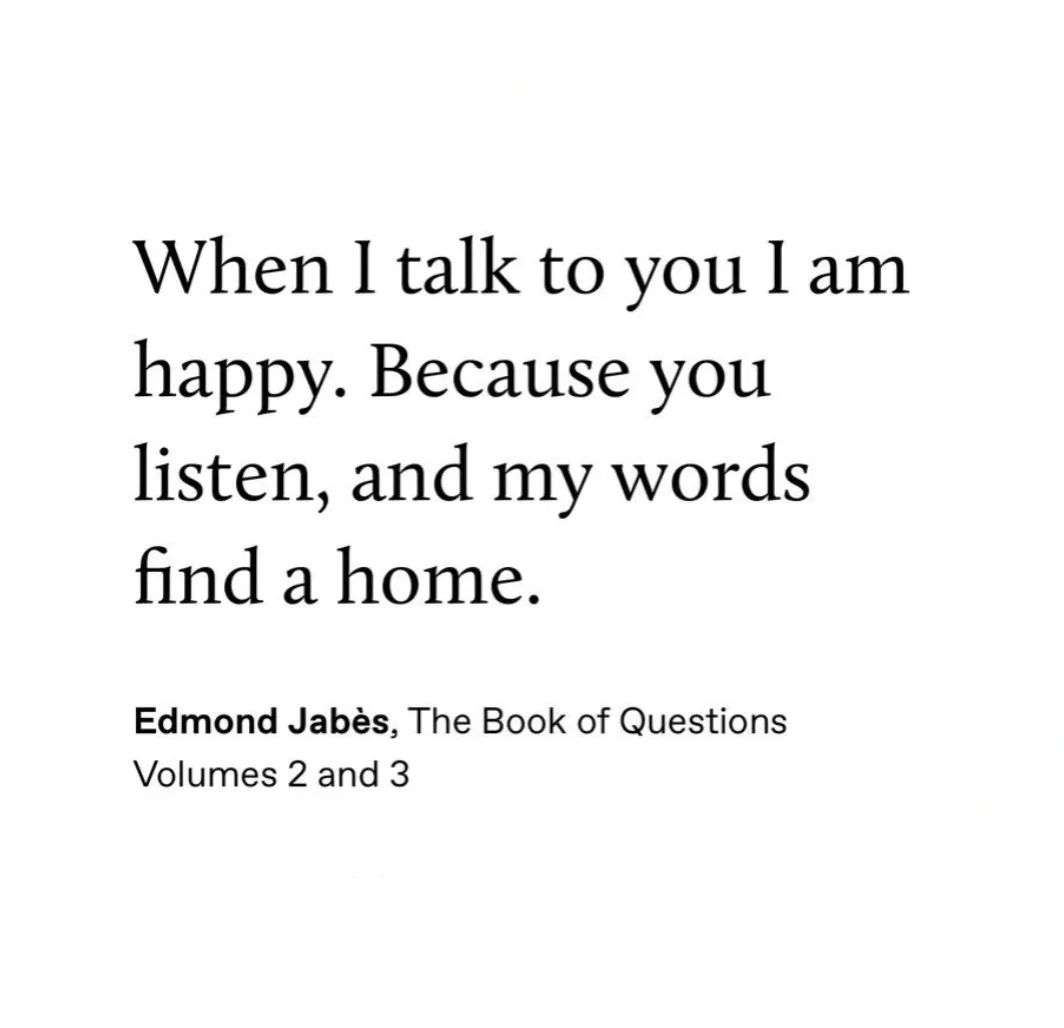 When I talk to you I am
happy. Because you
listen, and my words
find a home.
Edmond Jabès, The Book of Questions
Volumes 2 and 3